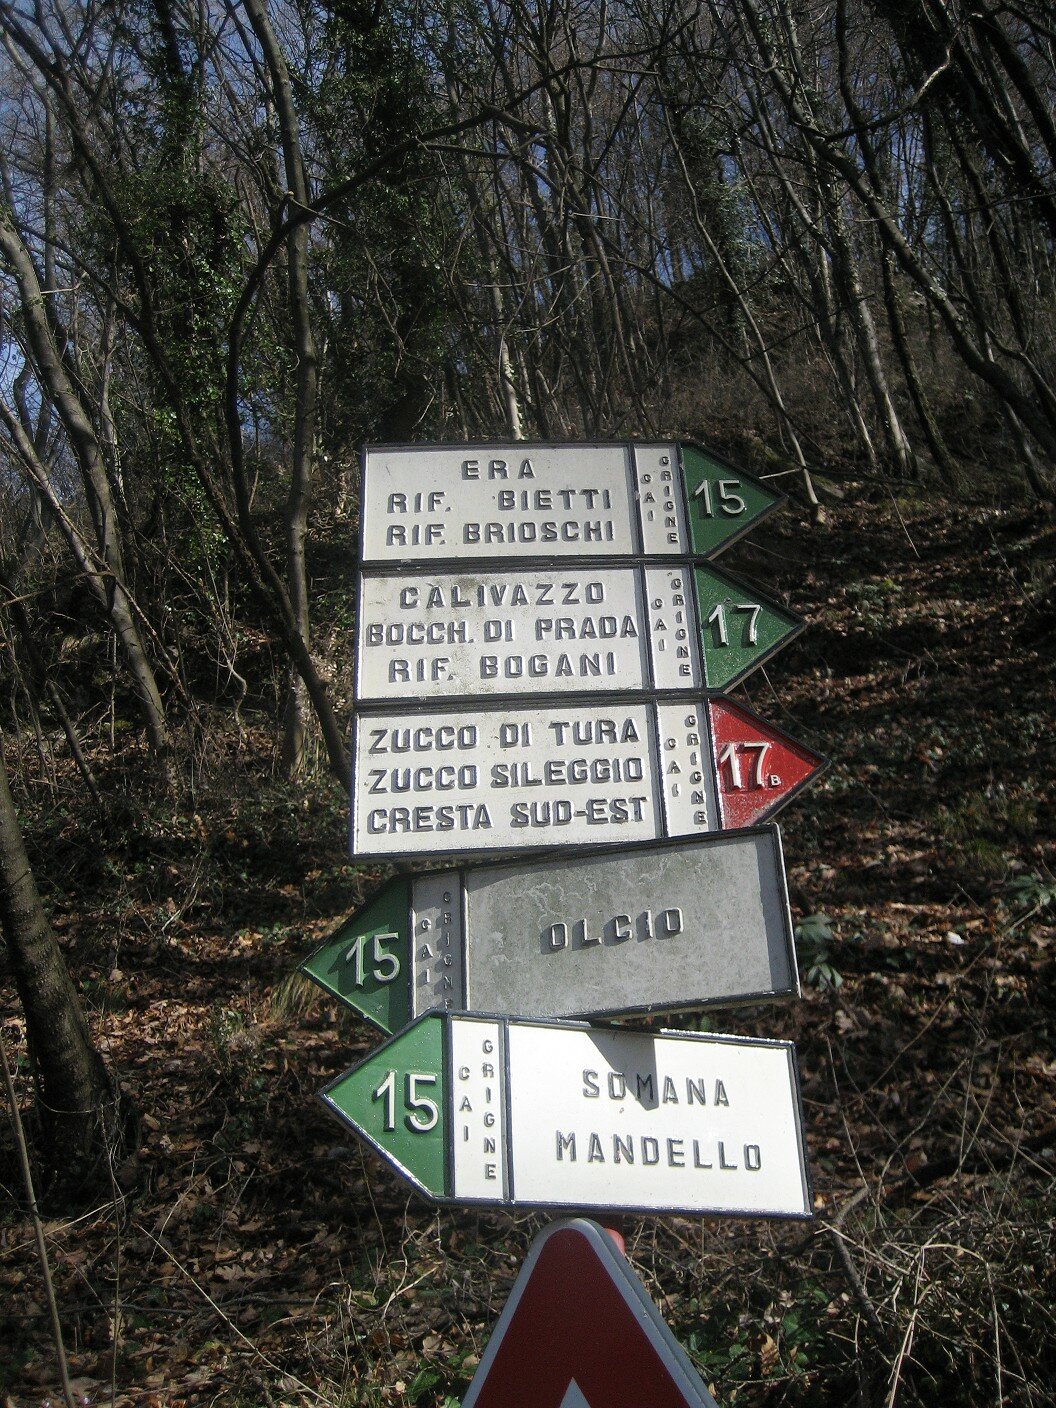 ERA
RIF. BIETTI
RIF. BRIOSCHI
CAI
GRIGNE
15
CALIVAZZO
BOCCH. DI PRADA
RIF. BOGANI
CAI
GRIGNE
17
ZUCCO DI TURA
ZUCCO SILEGGIO
CRESTA SUD-EST
CAI
GRIGNE
17B
15
CAI
GRIGNE
OLCIO
15
CAI
GRIGNE
SOMANA
MANDELLO